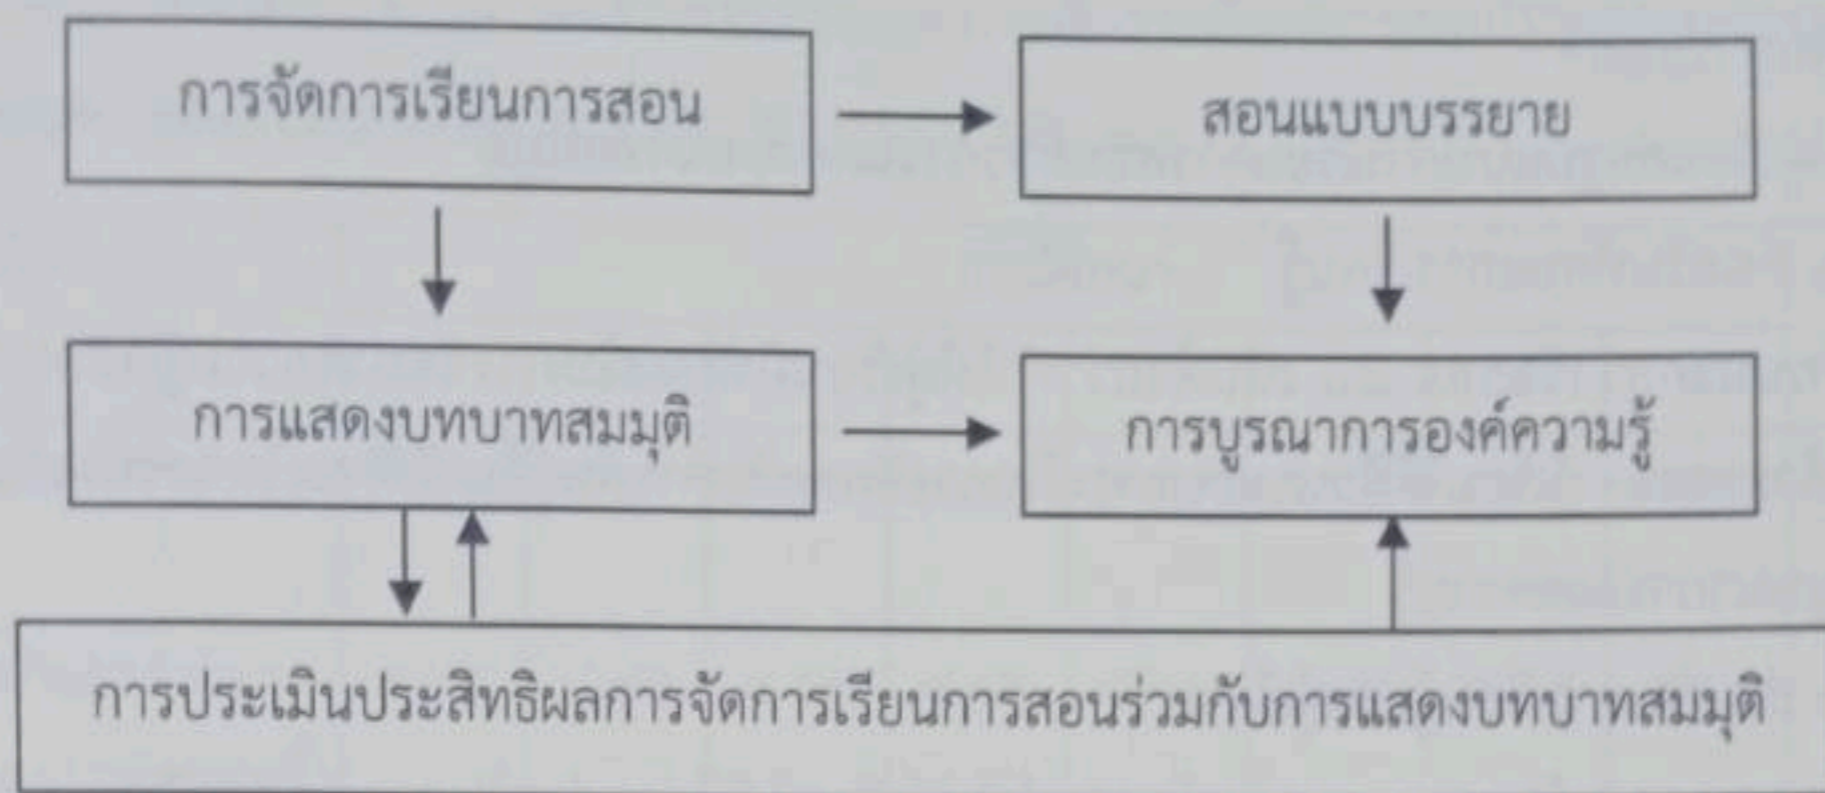 การจัดการเรียนการสอน
สอนแบบบรรยาย
การแสดงบทบาทสมมุติ
การบูรณาการองค์ความรู้
การประเมินประสิทธิผลการจัดการเรียนการสอนร่วมกับการแสดงบทบาทสมมุติ